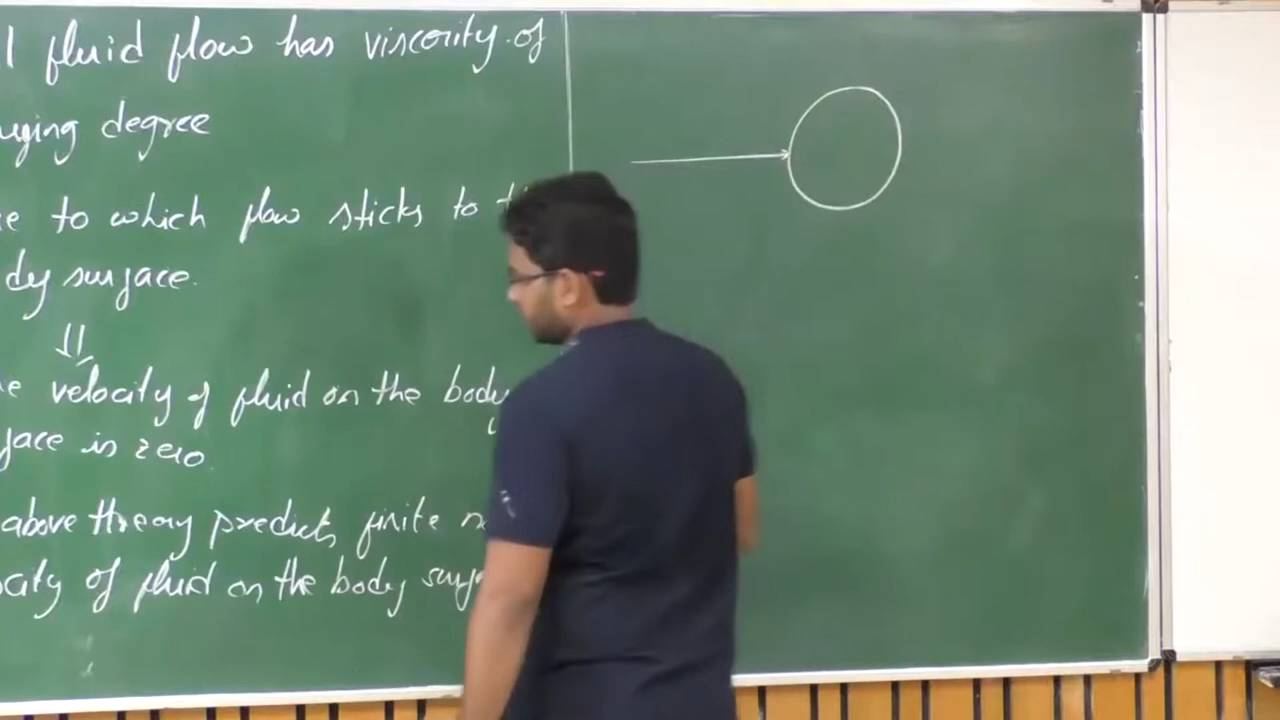 fluid flow has viscosity of
degree
to which flow sticks to
dy surface.
⇓
velocity of fluid on the body
face is zero.
above theory predicts finite
city of fluid on the body surf